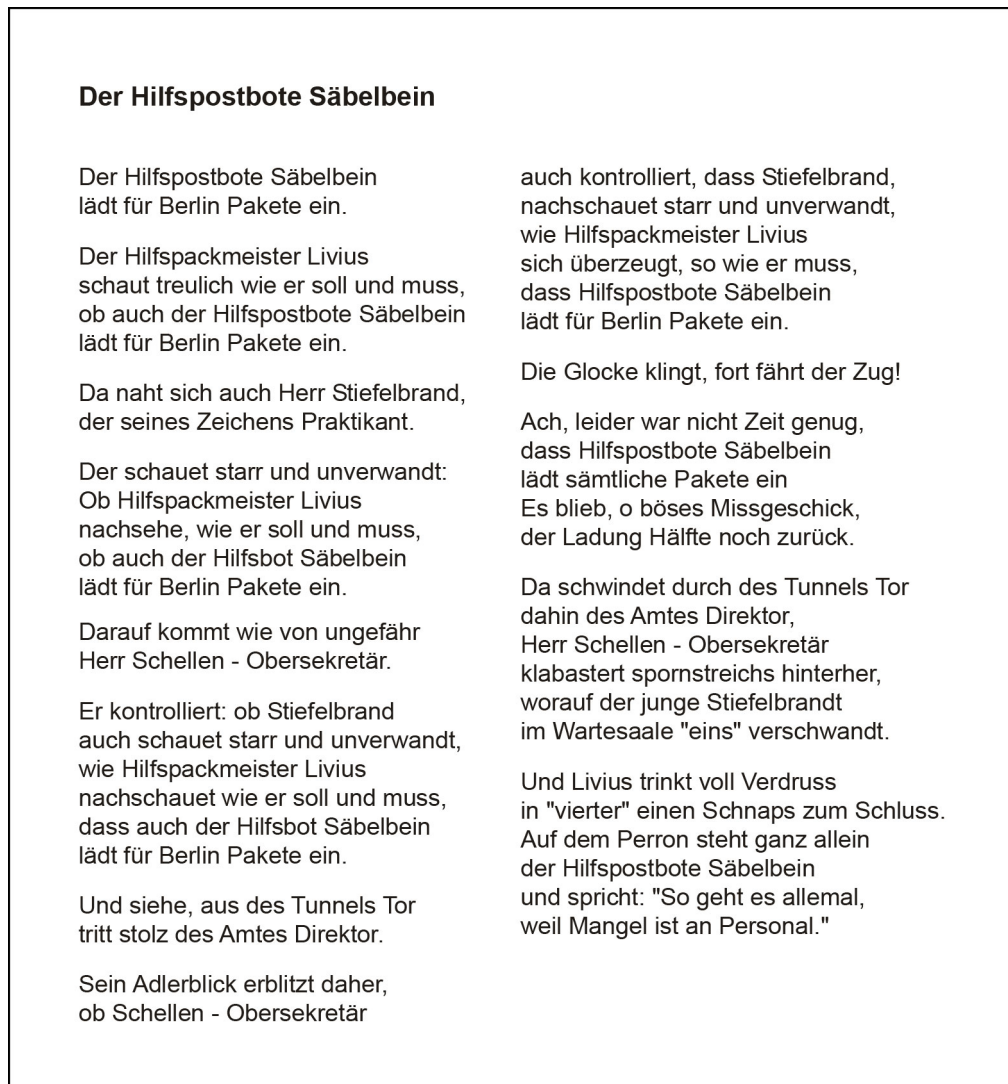 Der Hilfspostbote Säbelbein
Der Hilfspostbote Säbelbein
lädt für Berlin Pakete ein.
Der Hilfspackmeister Livius
schaut treulich wie er soll und muss,
ob auch der Hilfspostbote Säbelbein
lädt für Berlin Pakete ein.
Da naht sich auch Herr Stiefelbrand,
der seines Zeichens Praktikant.
Der schauet starr und unverwandt:
Ob Hilfspackmeister Livius
nachsehe, wie er soll und muss,
ob auch der Hilfsbot Säbelbein
lädt für Berlin Pakete ein.
Darauf kommt wie von ungefähr
Herr Schellen - Obersekretär.
Er kontrolliert: ob Stiefelbrand
auch schauet starr und unverwandt,
wie Hilfspackmeister Livius
nachschauet wie er soll und muss,
dass auch der Hilfsbot Säbelbein
lädt für Berlin Pakete ein.
Und siehe, aus des Tunnels Tor
tritt stolz des Amtes Direktor.
Sein Adlerblick erblitzt daher,
ob Schellen - Obersekretär
auch kontrolliert, dass Stiefelbrand,
nachschauet starr und unverwandt,
wie Hilfspackmeister Livius
sich überzeugt, so wie er muss,
dass Hilfspostbote Säbelbein
lädt für Berlin Pakete ein.
Die Glocke klingt, fort fährt der Zug!
Ach, leider war nicht Zeit genug,
dass Hilfspostbote Säbelbein
lädt sämtliche Pakete ein
Es blieb, o böses Missgeschick,
der Ladung Hälfte noch zurück.
Da schwindet durch des Tunnels Tor
dahin des Amtes Direktor,
Herr Schellen - Obersekretär
klabastert spornstreichs hinterher,
worauf der junge Stiefelbrandt
im Wartesaale "eins" verschwandt.
Und Livius trinkt voll Verdruss
in "vierter" einen Schnaps zum Schluss.
Auf dem Perron steht ganz allein
der Hilfspostbote Säbelbein
und spricht: "So geht es allemal,
weil Mangel ist an Personal."